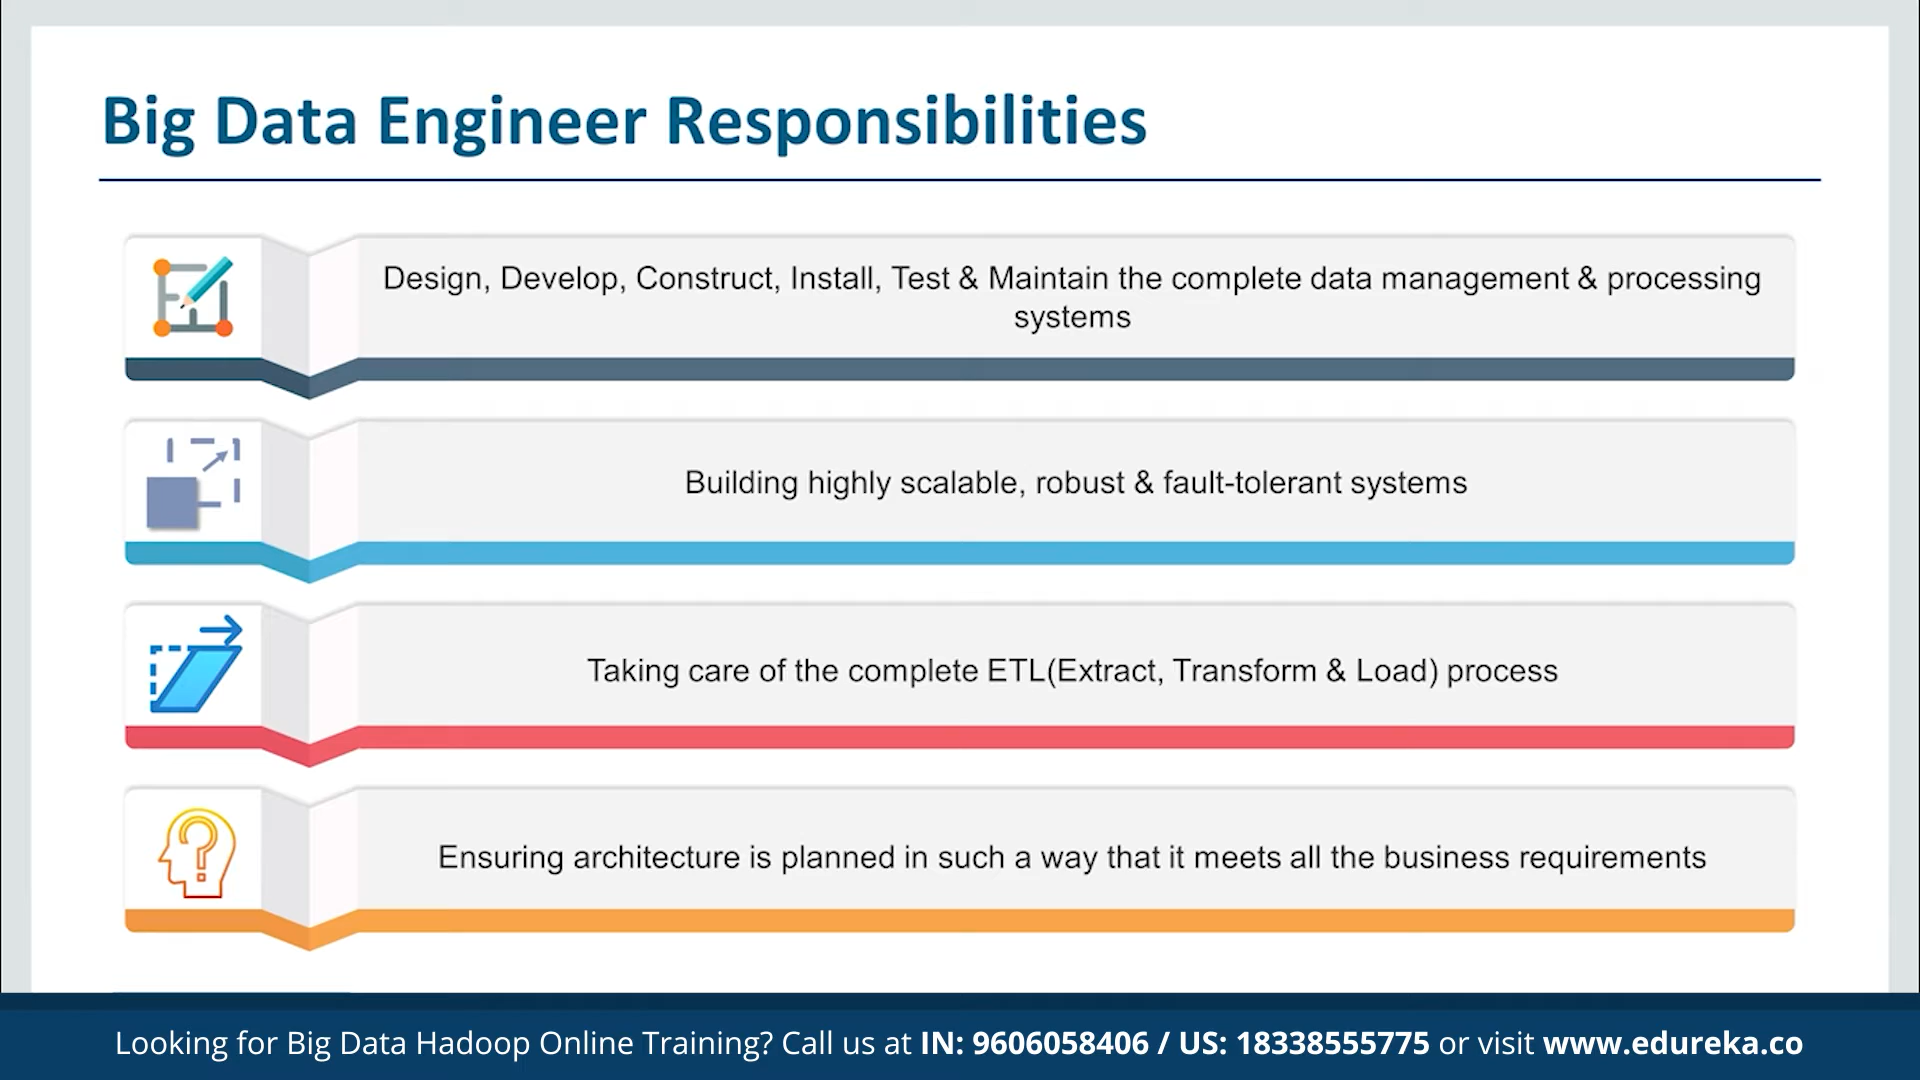 Big Data Engineer Responsibilities
Design, Develop, Construct, Install, Test & Maintain the complete data management & processing
systems
Building highly scalable, robust & fault-tolerant systems
Taking care of the complete ETL(Extract, Transform & Load) process
Ensuring architecture is planned in such a way that it meets all the business requirements
Looking for Big Data Hadoop Online Training? Call us at IN: 9606058406 / US: 18338555775 or visit www.edureka.co